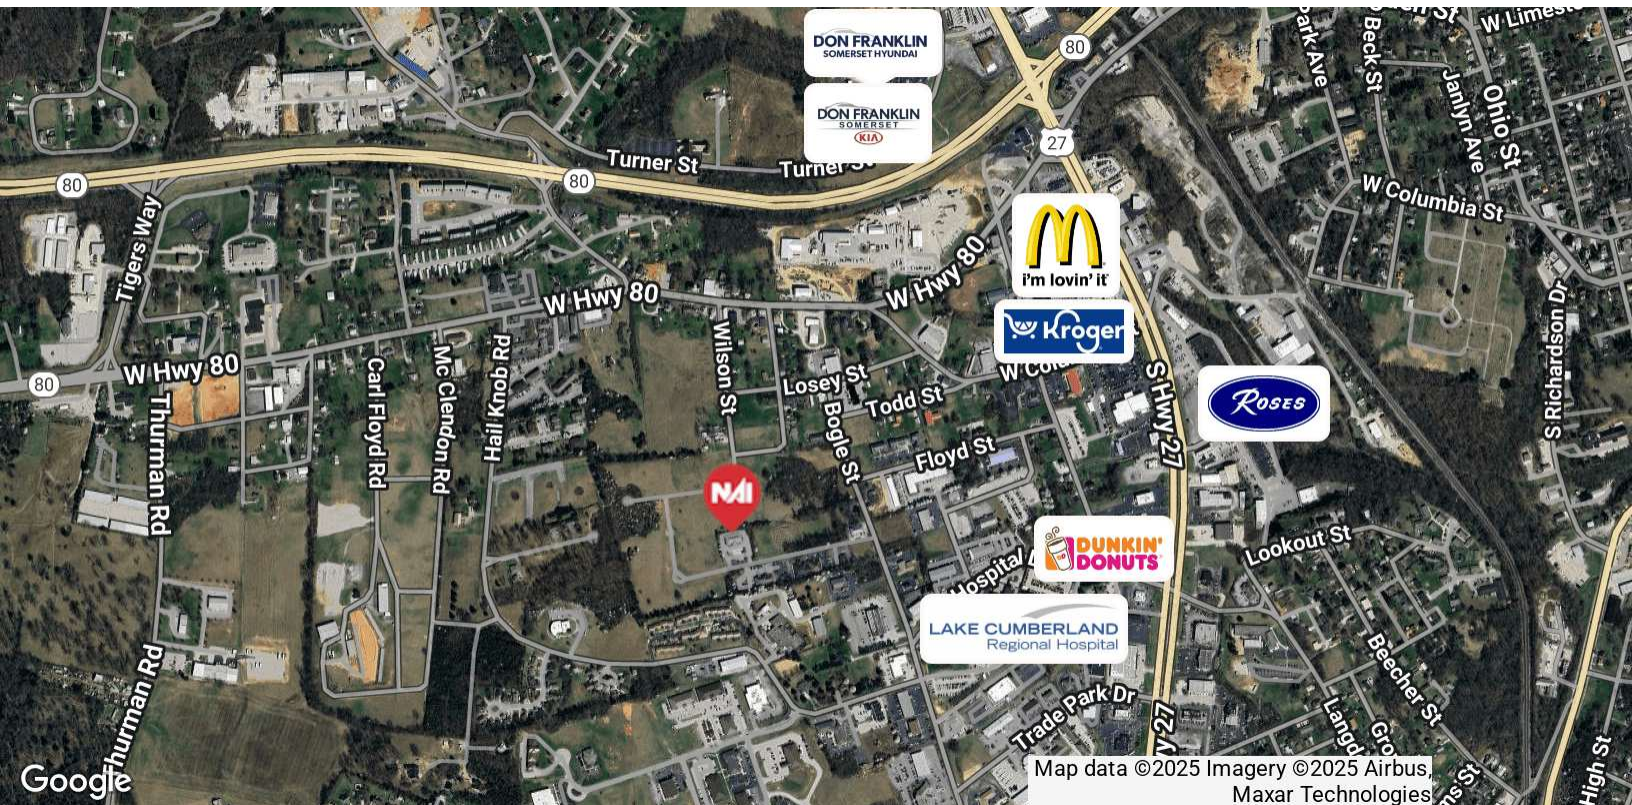 DON FRANKLIN
SOMERSET HYUNDAI
DON FRANKLIN
SOMERSET
KIA
80
27
Park Ave
Beck St
W Limest
Janlyn Ave
Ohio St
W Columbia St
Turner St
Turner St
80
80
Tigers Way
i'm lovin' it
W Hwy 80
W Hwy 80
Kroger
W Hwy 80
80
Thurman Rd
Carl Floyd Rd
Mc Clendon Rd
Hail Knob Rd
Wilson St
Losey St
Todd St
Bogle St
Floyd St
S Hwy 27
ROSES
S Richardson Dr
NAI
DUNKIN'
DONUTS
Hospital
Lookout St
LAKE CUMBERLAND
Regional Hospital
Thurman Rd
Trade Park Dr
Beecher St
Langd
Gro
High St
Google
Map data ©2025 Imagery ©2025 Airbus,
Maxar Technologies